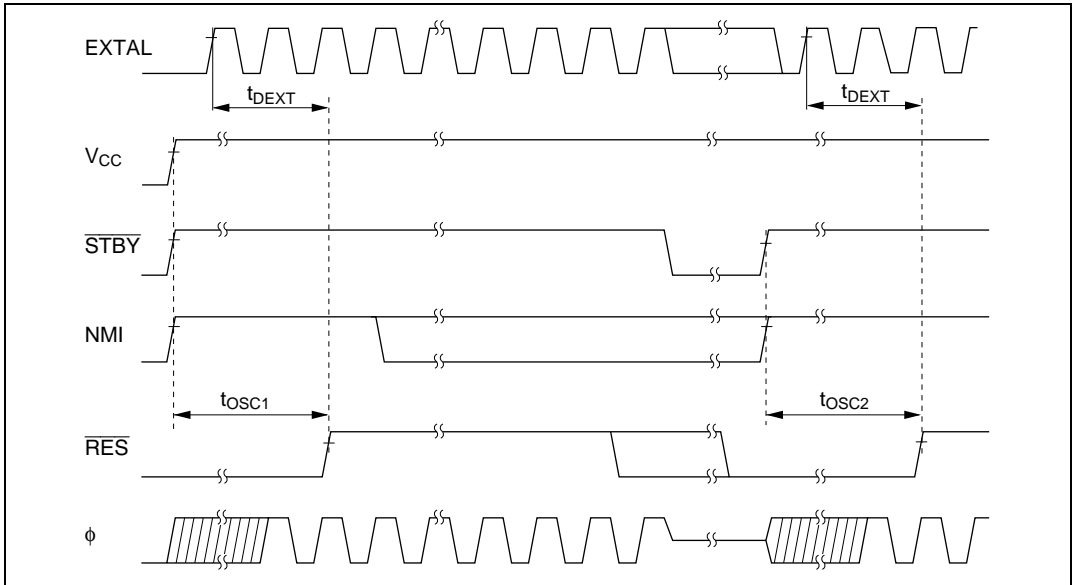 EXTAL
tDEXT tDEXT
VCC
STBY
NMI
tOSC1 tOSC2
RES
ϕ